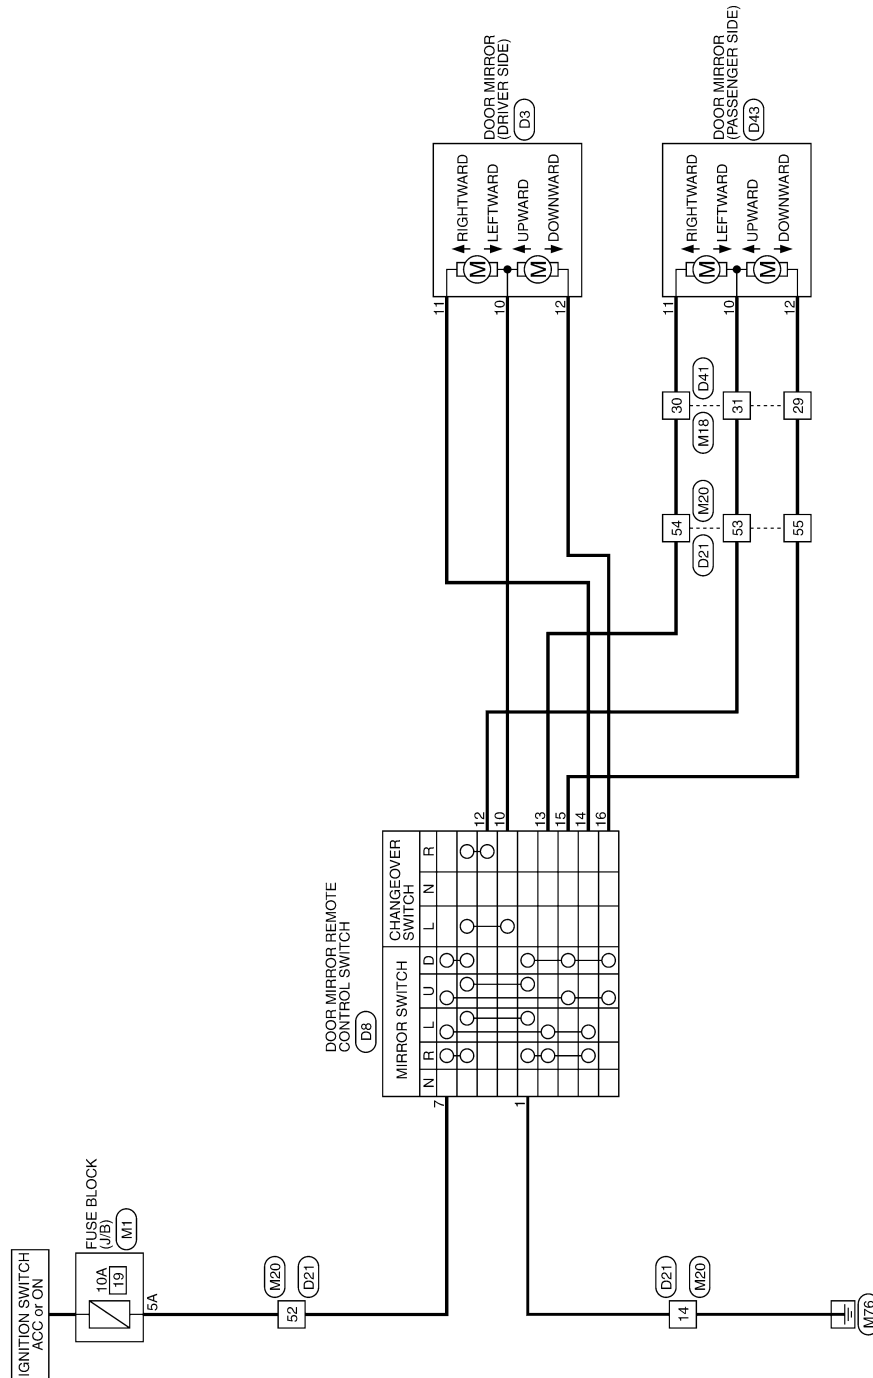 IGNITION SWITCH
ACC or ON
FUSE BLOCK
(J/B)
M1
10A
19
5A
M20
D21
52
D21
M20
14
M76
DOOR MIRROR REMOTE
CONTROL SWITCH
D8
MIRROR SWITCH
CHANGEOVER
SWITCH
N R L U D L N R
7
1
12
10
13
15
14
16
D21
M20
54
53
55
M18
D41
30
31
29
DOOR MIRROR
(DRIVER SIDE)
D3
11
10
12
M
M
RIGHTWARD
LEFTWARD
UPWARD
DOWNWARD
DOOR MIRROR
(PASSENGER SIDE)
D43
11
10
12
M
M
RIGHTWARD
LEFTWARD
UPWARD
DOWNWARD